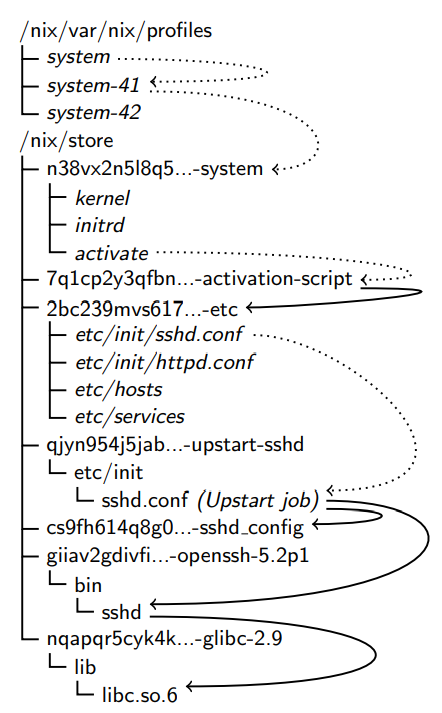 /nix/var/nix/profiles
system
system-41
system-42
/nix/store
n38vx2n5l8q5...-system
kernel
initrd
activate
7q1cp2y3qfbn...-activation-script
2bc239mvs617...-etc
etc/init/sshd.conf
etc/init/httpd.conf
etc/hosts
etc/services
qjyn954j5jab...-upstart-sshd
etc/init
sshd.conf (Upstart job)
cs9fh614q8g0...-sshd_config
giiav2gdivfi...-openssh-5.2p1
bin
sshd
nqapqr5cyk4k...-glibc-2.9
lib
libc.so.6